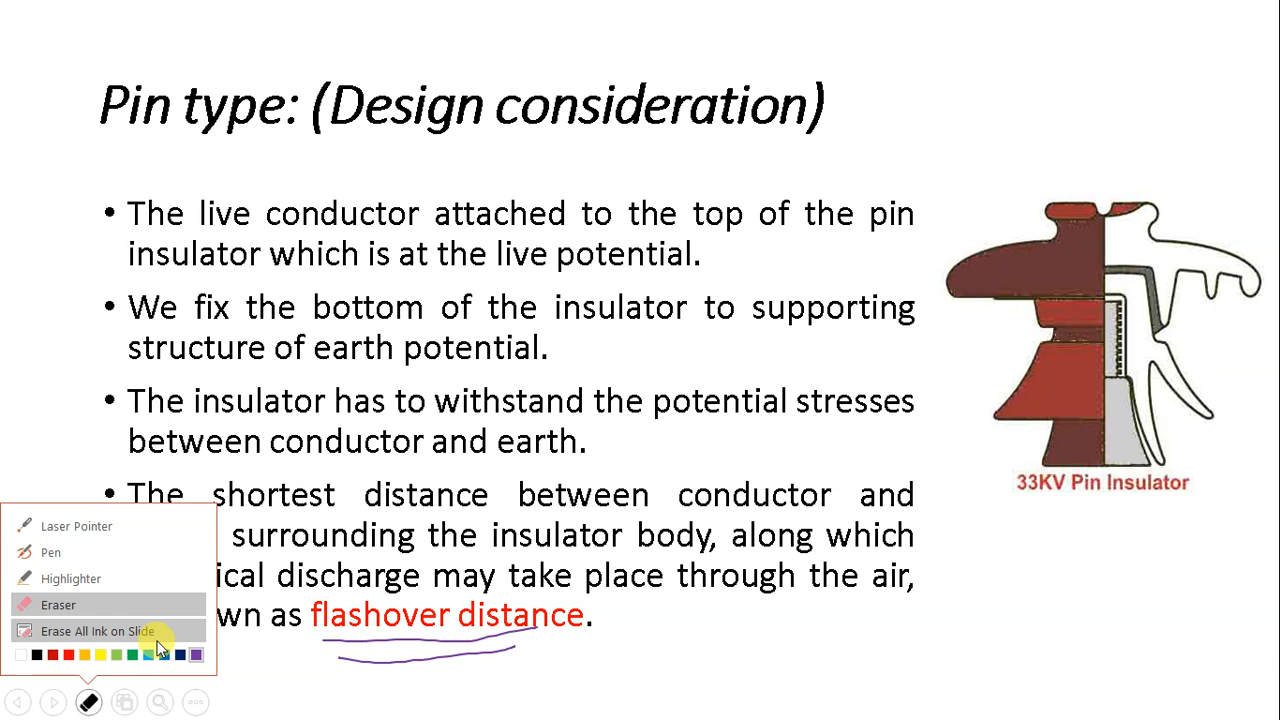 Pin type: (Design consideration)
• The live conductor attached to the top of the pin
insulator which is at the live potential.
• We fix the bottom of the insulator to supporting
structure of earth potential.
• The insulator has to withstand the potential stresses
between conductor and earth.
• The shortest distance between conductor and
surrounding the insulator body, along which
ical discharge may take place through the air,
wn as flashover distance.
33KV Pin Insulator
Laser Pointer
Pen
Highlighter
Eraser
Erase All Ink on Slide